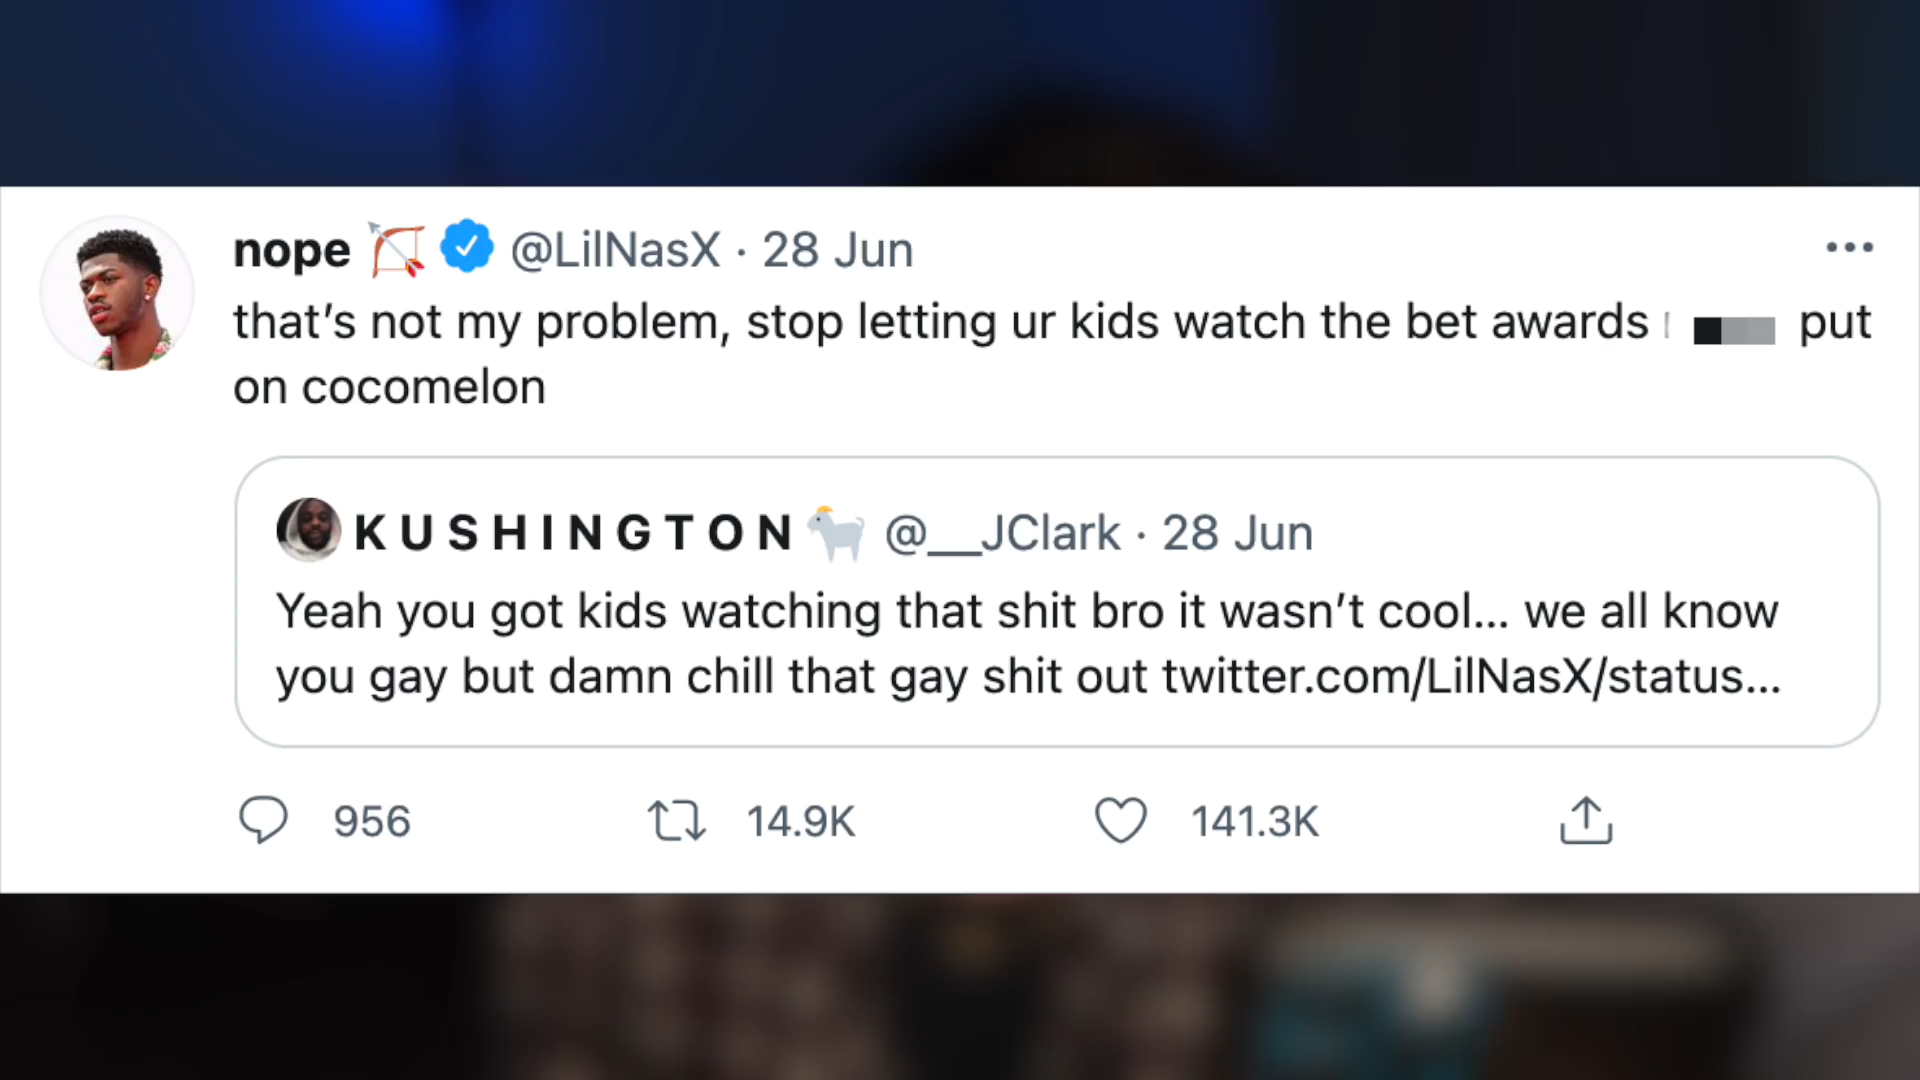 nope 🏹 @LilNasX · 28 Jun
that’s not my problem, stop letting ur kids watch the bet awards put
on cocomelon
K U S H I N G T O N 🐐 @__JClark · 28 Jun
Yeah you got kids watching that shit bro it wasn’t cool... we all know
you gay but damn chill that gay shit out twitter.com/LilNasX/status...
956 14.9K 141.3K